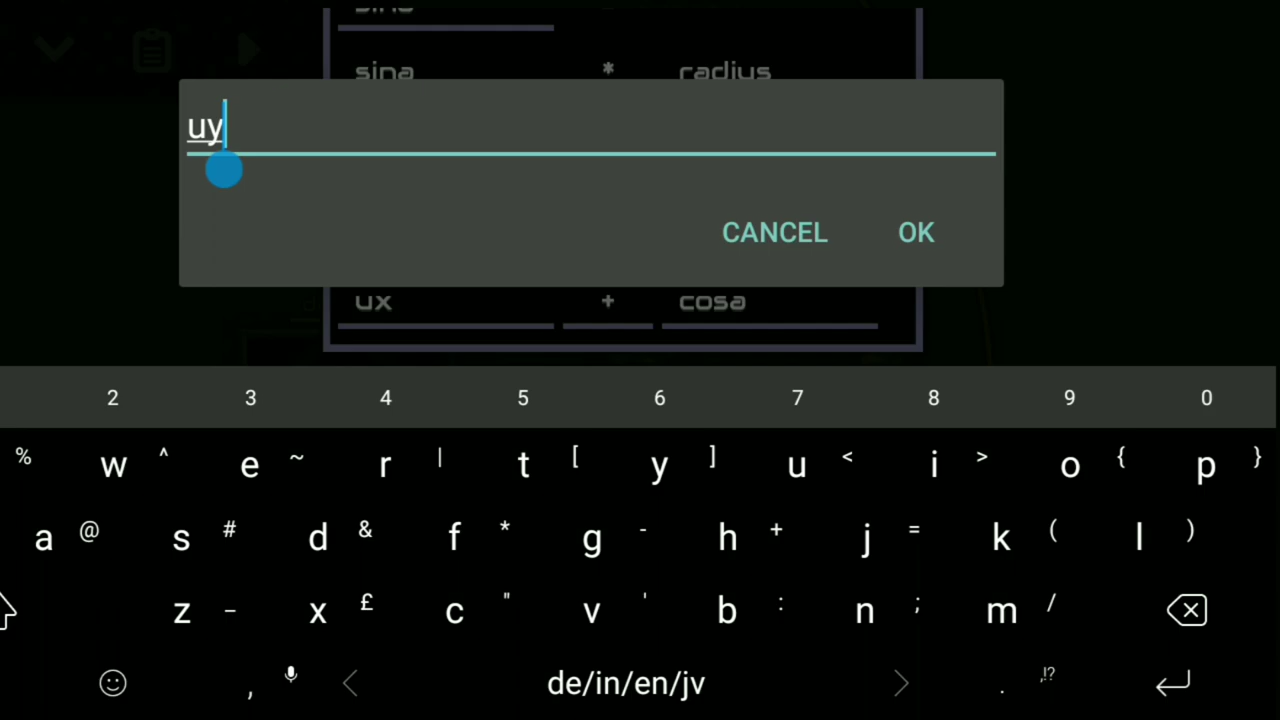 sina
sina * radius
uy
CANCEL OK
ux + cosa
2 3 4 5 6 7 8 9 0
% w ^ e ~ r | t [ y ] u < i > o { p }
a @ s # d & f * g - h + j = k ( l )
z _ x £ c " v ' b : n ; m /
, < de/in/en/jv > . ,!?